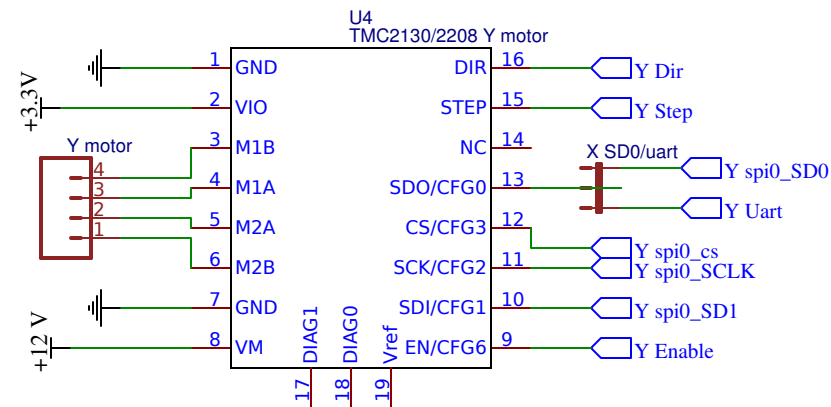 U4
TMC2130/2208 Y motor
1 GND DIR 16 Y Dir
+3.3V
2 VIO STEP 15 Y Step
Y motor
3 M1B NC 14
X SD0/uart
4
3
2
1
4 M1A SDO/CFG0 13
Y spi0_SD0
Y Uart
5 M2A CS/CFG3 12 Y spi0_cs
6 M2B SCK/CFG2 11 Y spi0_SCLK
7 GND SDI/CFG1 10 Y spi0_SD1
+12 V
8 VM EN/CFG6 9 Y Enable
DIAG1 DIAG0 Vref
17 18 19